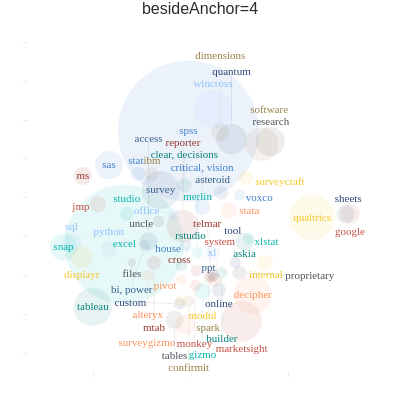 besideAnchor=4
dimensions
quantum
wincross
software
research
spss
access
reporter
clear, decisions
statibm
sas
critical, vision
ms
asteroid
surveycraft
survey
studio
merlin
voxco
sheets
jmp
office
stata
qualtrics
uncle
telmar
sql
python
tool
google
rstudio
snap
excel
system
xlstat
house
xl
askia
cross
displayr
files
ppt
internal
proprietary
pivot
bi, power
decipher
custom
online
tableau
alteryx
modul
mtab
spark
builder
surveygizmo
monkey
marketsight
tables
gizmo
confirmit